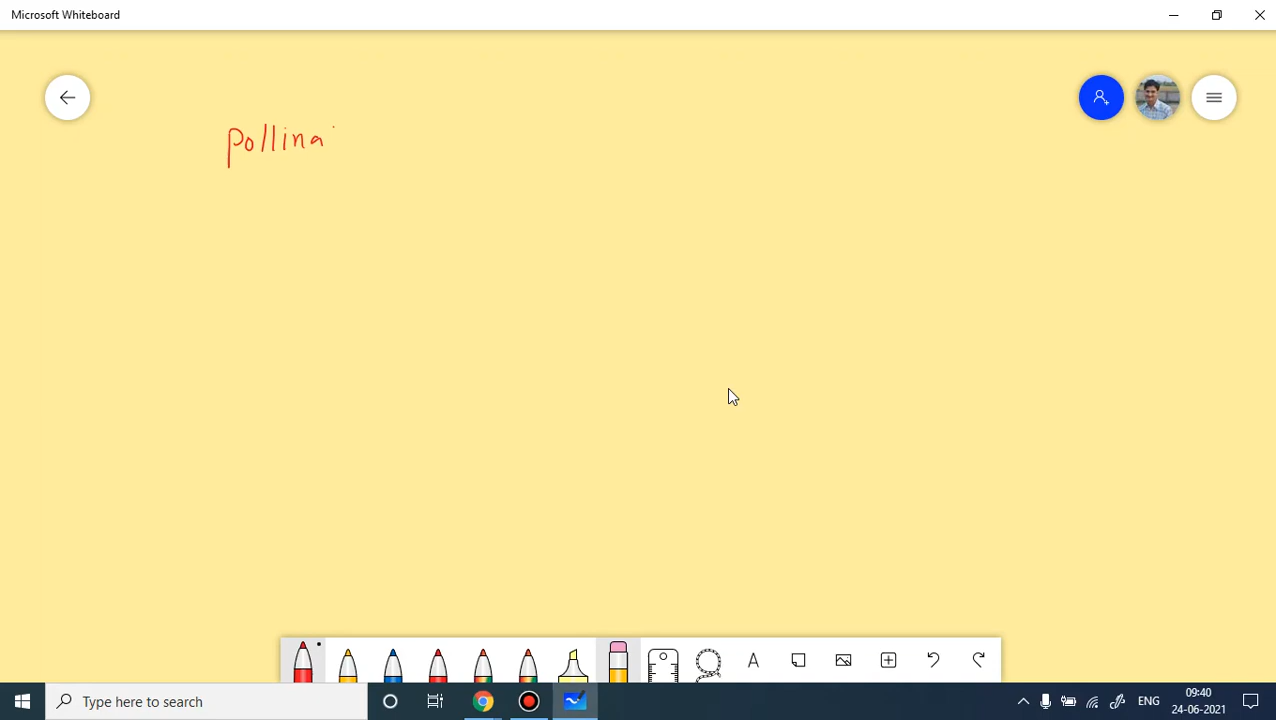 Microsoft Whiteboard
pollina
A
Type here to search
ENG
09:40
24-06-2021